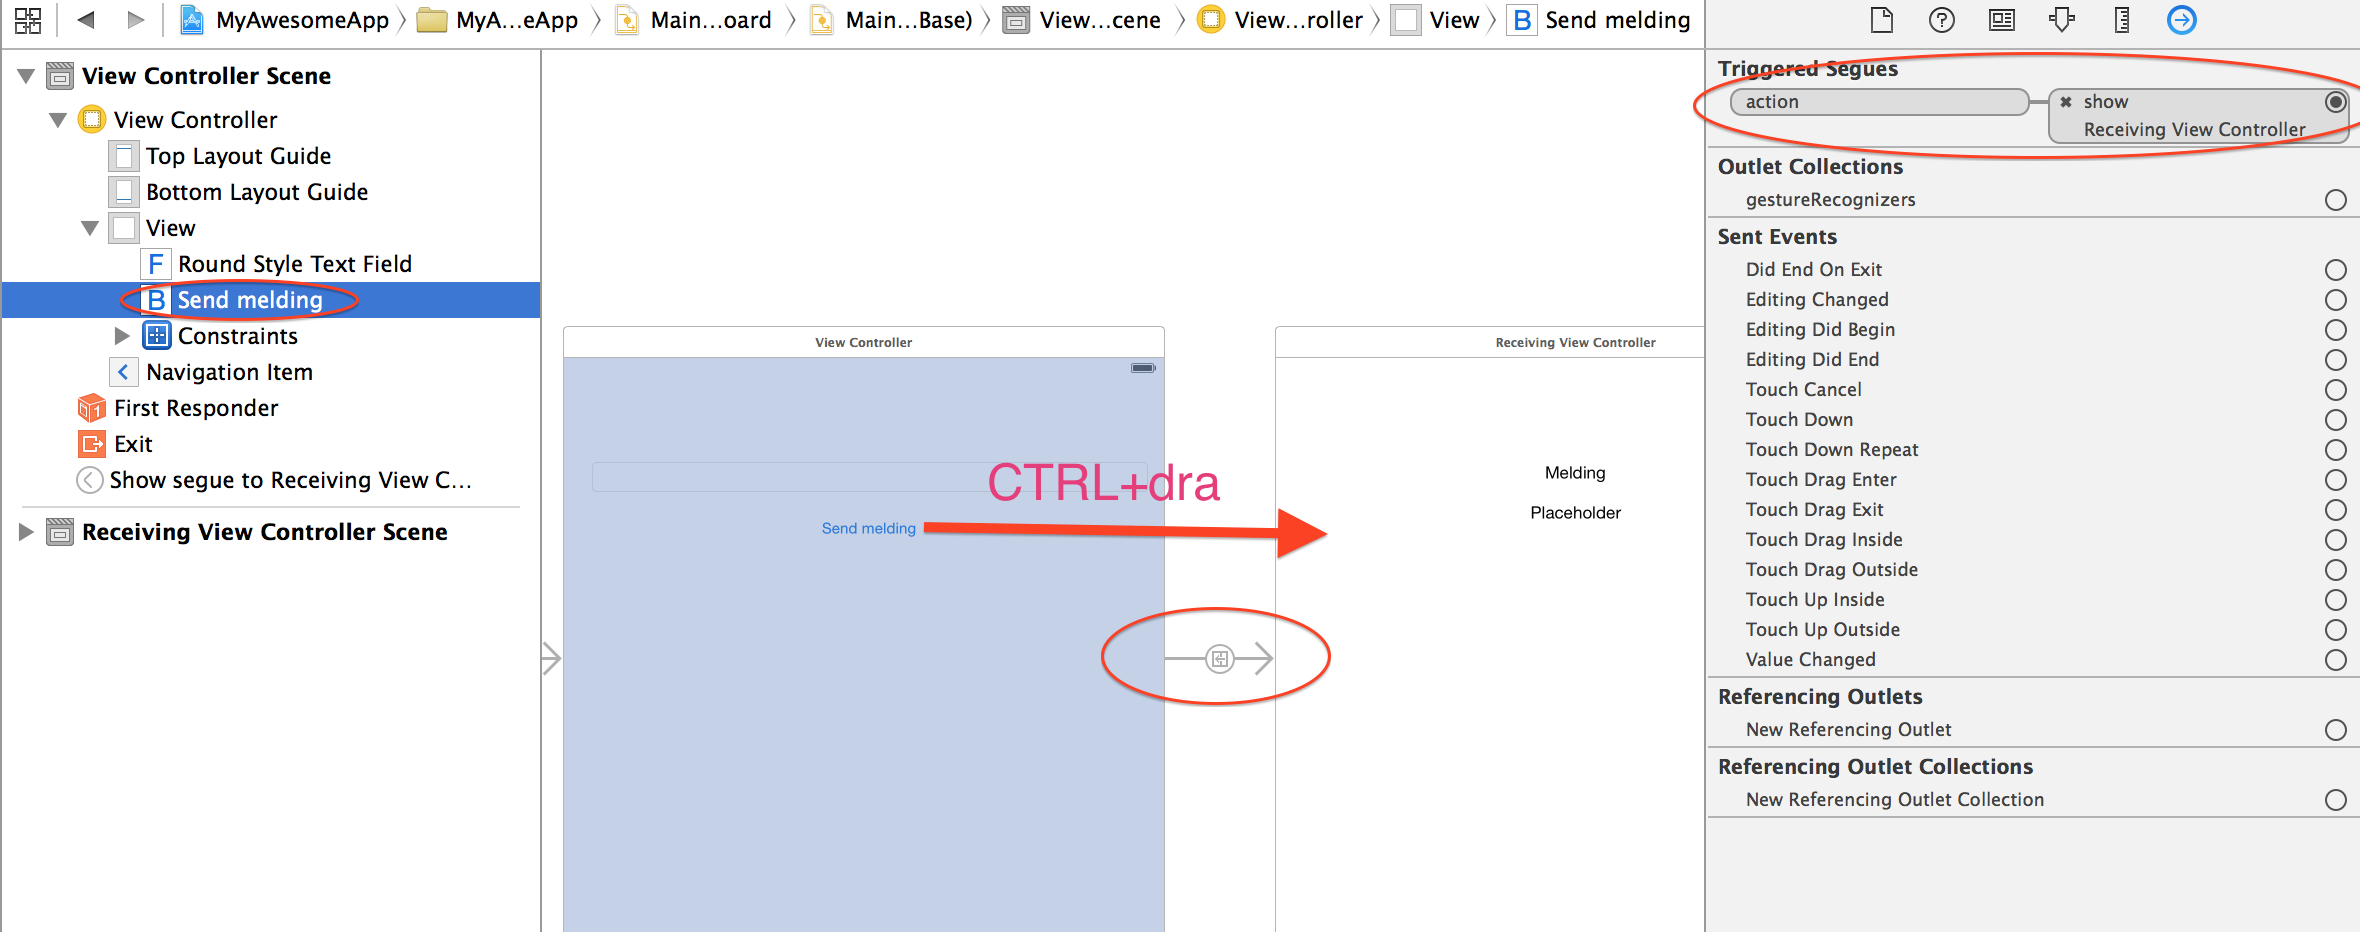 MyAwesomeApp
MyA...eApp
Main...oard
Main...Base)
View...cene
View...roller
View
B Send melding
View Controller Scene
View Controller
Top Layout Guide
Bottom Layout Guide
View
F Round Style Text Field
B Send melding
Constraints
Navigation Item
1 First Responder
Exit
Show segue to Receiving View C...
Receiving View Controller Scene
View Controller
Send melding
CTRL+dra
Receiving View Controller
Melding
Placeholder
Triggered Segues
action
show
Receiving View Controller
Outlet Collections
gestureRecognizers
Sent Events
Did End On Exit
Editing Changed
Editing Did Begin
Editing Did End
Touch Cancel
Touch Down
Touch Down Repeat
Touch Drag Enter
Touch Drag Exit
Touch Drag Inside
Touch Drag Outside
Touch Up Inside
Touch Up Outside
Value Changed
Referencing Outlets
New Referencing Outlet
Referencing Outlet Collections
New Referencing Outlet Collection